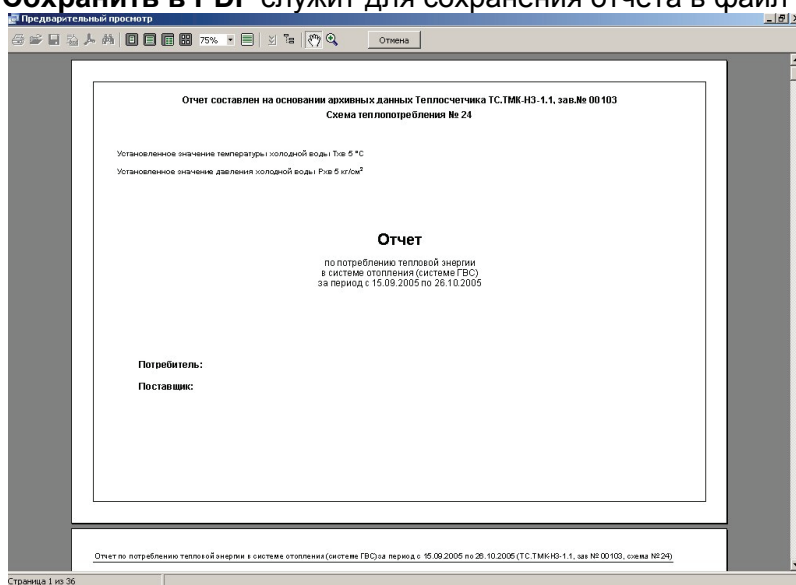 Сохранить в PDF служит для сохранения отчета в файл
Предварительный просмотр
75%
Отмена
Отчет составлен на основании архивных данных Теплосчетчика ТС.ТМК-Н3-1.1, зав.№ 00103
Схема теплопотребления № 24
Установленное значение температуры холодной воды Тхв 5 °С
Установленное значение давления холодной воды Рхв 5 кг/см²
Отчет
по потреблению тепловой энергии
в системе отопления (системе ГВС)
за период с 15.09.2005 по 26.10.2005
Потребитель:
Поставщик:
Отчет по потреблению тепловой энергии в системе отопления (системе ГВС)за период с 15.09.2005 по 26.10.2005 (ТС.ТМК-Н3-1.1, зав №00103, схема №24)
Страница 1 из 36